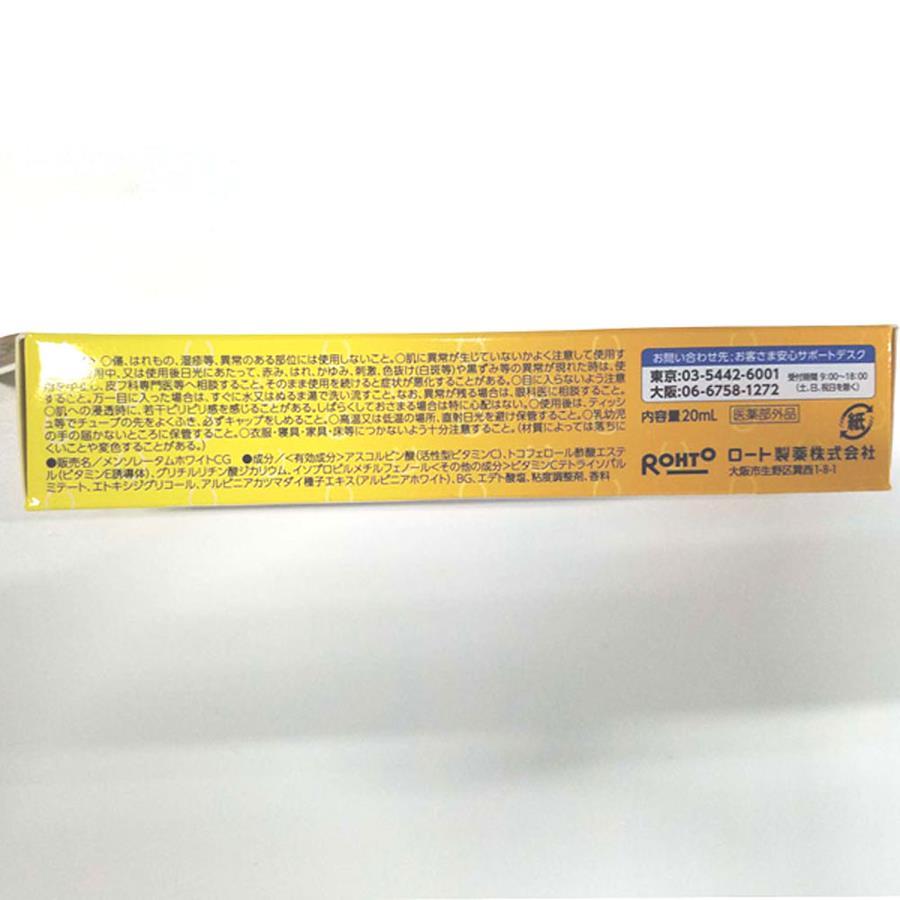 ○傷、はれもの、湿疹等、異常のある部位には使用しないこと。○肌に異常が生じていないかよく注意して使用す
用中、又は使用後日光にあたって、赤み、はれ、かゆみ、刺激、色抜け(白斑等)や黒ずみ等の異常が現れた時は、使
用を中止し、皮フ科専門医等へ相談すること。そのまま使用を続けると症状が悪化することがある。○目に入らないよう注意
すること。万一目に入った場合は、すぐに水又はぬるま湯で洗い流すこと。なお、異常が残る場合は、眼科医に相談すること。
○肌への浸透時に、若干ピリピリ感を感じることがある。しばらくしておさまる場合は特に心配はない。○使用後は、ティッシ
ュ等でチューブの先をよくふき、必ずキャップをしめること。○高温又は低温の場所、直射日光を避けて保管すること。○乳幼児
の手の届かないところに保管すること。○衣服・寝具・家具・床等につかないよう十分注意すること。(材質によっては落ちに
くいことや変色することがある。)
●販売名/メンソレータムホワイトCG ●成分/<有効成分>アスコルビン酸(活性型ビタミンC)、トコフェロール酢酸エステ
ル(ビタミンE誘導体)、グリチルリチン酸ジカリウム、イソプロピルメチルフェノール<その他の成分>ビタミンCテトライソパル
ミテート、エトキシジグリコール、アルピニアカツマダイ種子エキス(アルピニアホワイト)、BG、エデト酸塩、粘度調整剤、香料
お問い合わせ先:お客さま安心サポートデスク
東京:03-5442-6001
大阪:06-6758-1272
受付時間 9:00~18:00
(土、日、祝日を除く)
内容量20mL 医薬部外品
紙
ROHTO ロート製薬株式会社
大阪市生野区巽西1-8-1